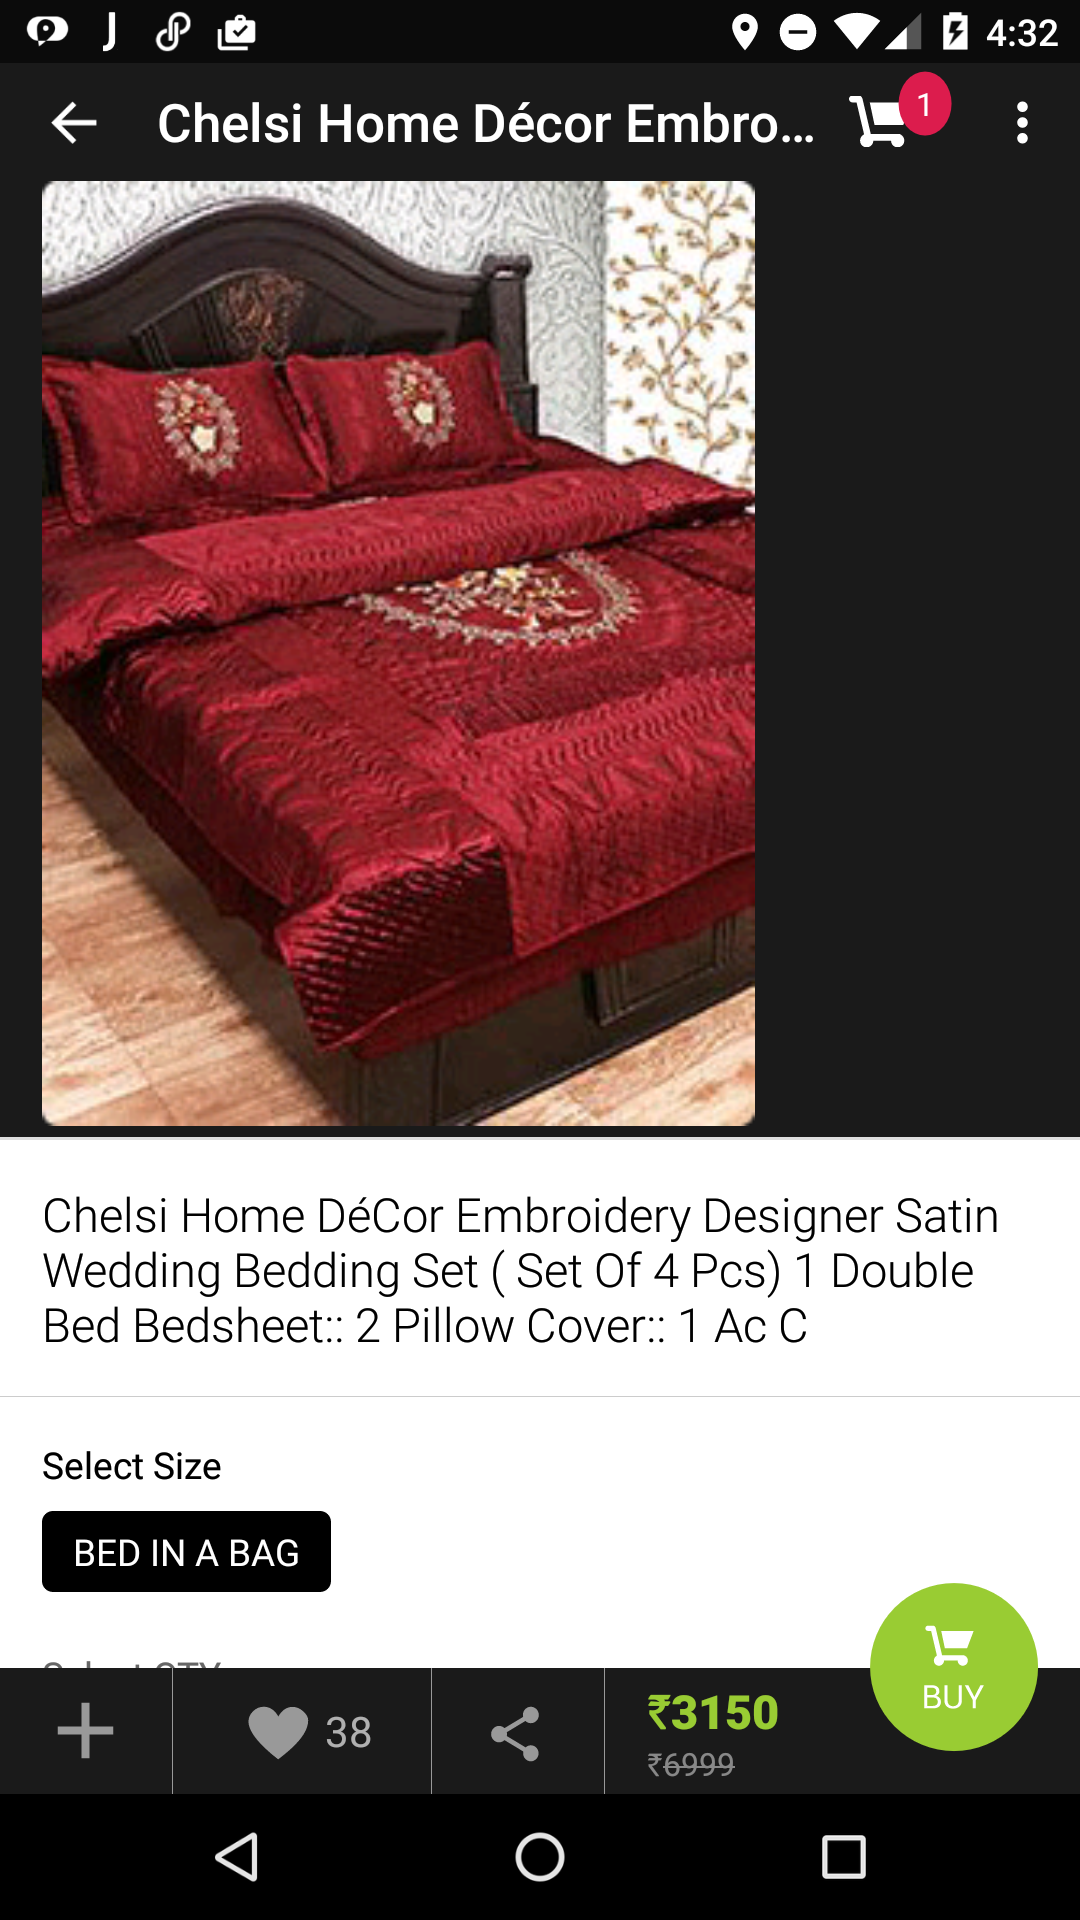 4:32
Chelsi Home Décor Embro...
1
Chelsi Home DéCor Embroidery Designer Satin
Wedding Bedding Set ( Set Of 4 Pcs) 1 Double
Bed Bedsheet:: 2 Pillow Cover:: 1 Ac C
Select Size
BED IN A BAG
Select QTY
38
₹3150
₹6999
BUY